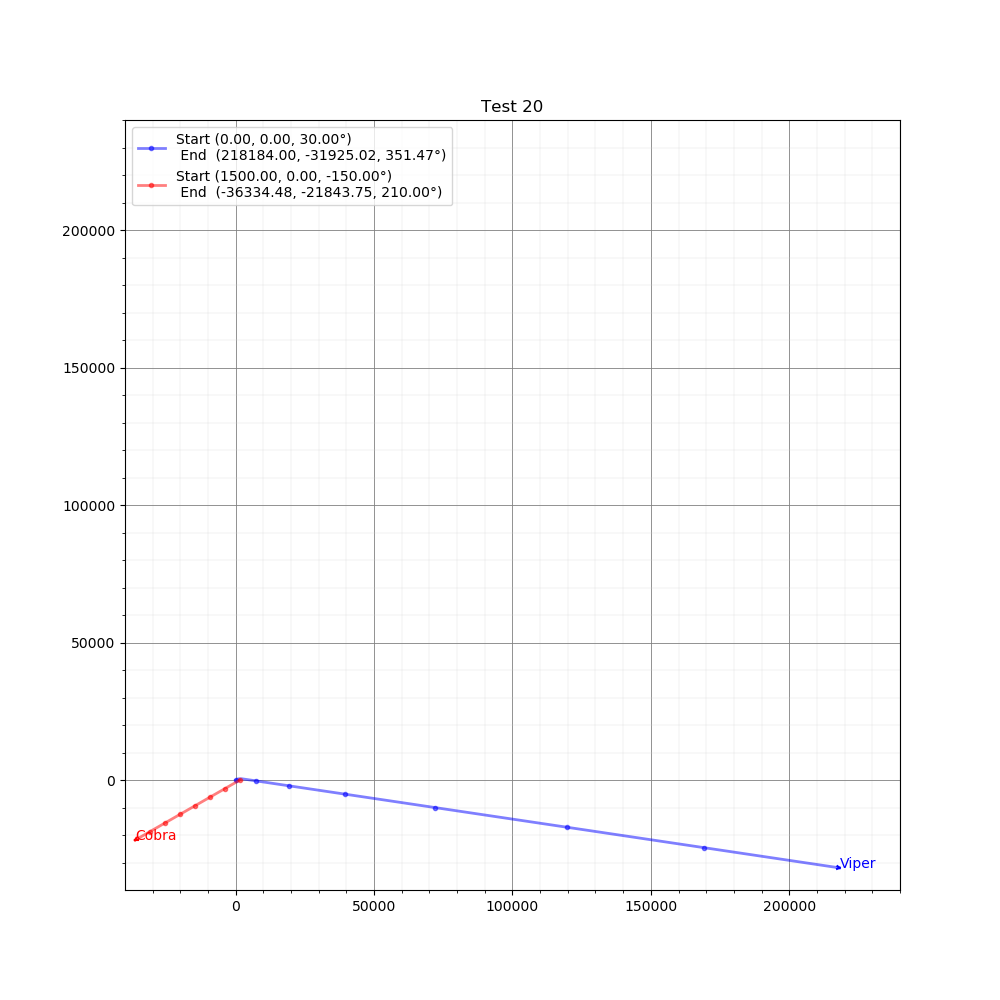 Test 20
Start (0.00, 0.00, 30.00°)
End (218184.00, -31925.02, 351.47°)
Start (1500.00, 0.00, -150.00°)
End (-36334.48, -21843.75, 210.00°)
200000
150000
100000
50000
0
Cobra
Viper
0
50000
100000
150000
200000